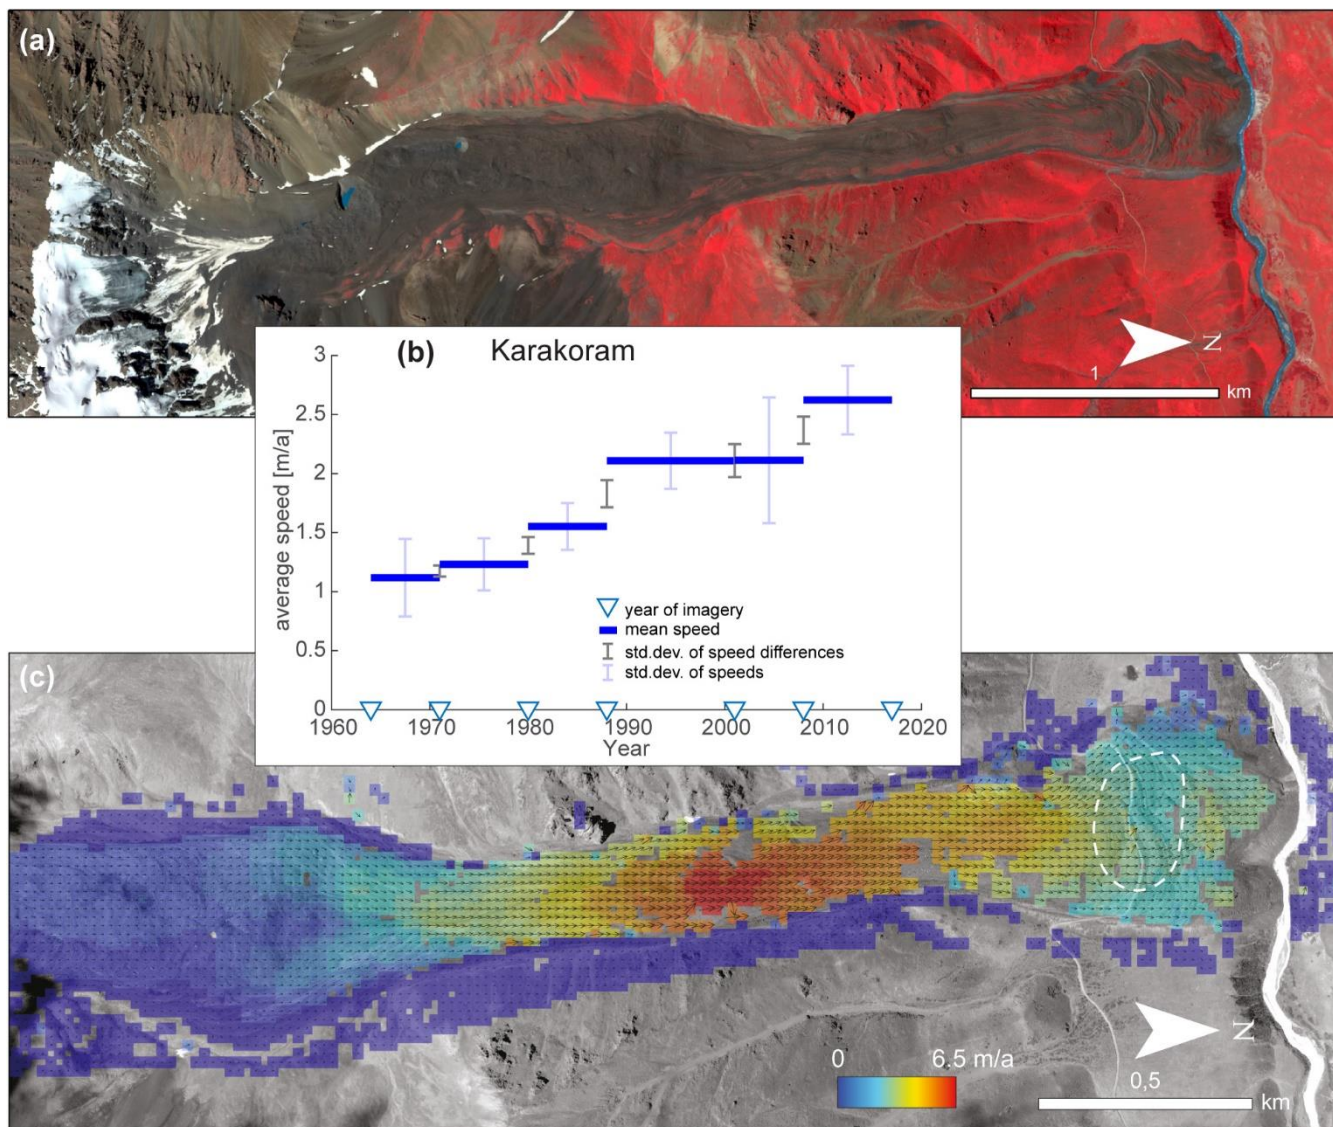 (a)
N
1
km
(b) Karakoram
average speed [m/a]
3
2.5
2
1.5
1
0.5
0
year of imagery
mean speed
std.dev. of speed differences
std.dev. of speeds
1960 1970 1980 1990 2000 2010 2020
Year
(c)
N
0 6.5 m/a
0,5
km